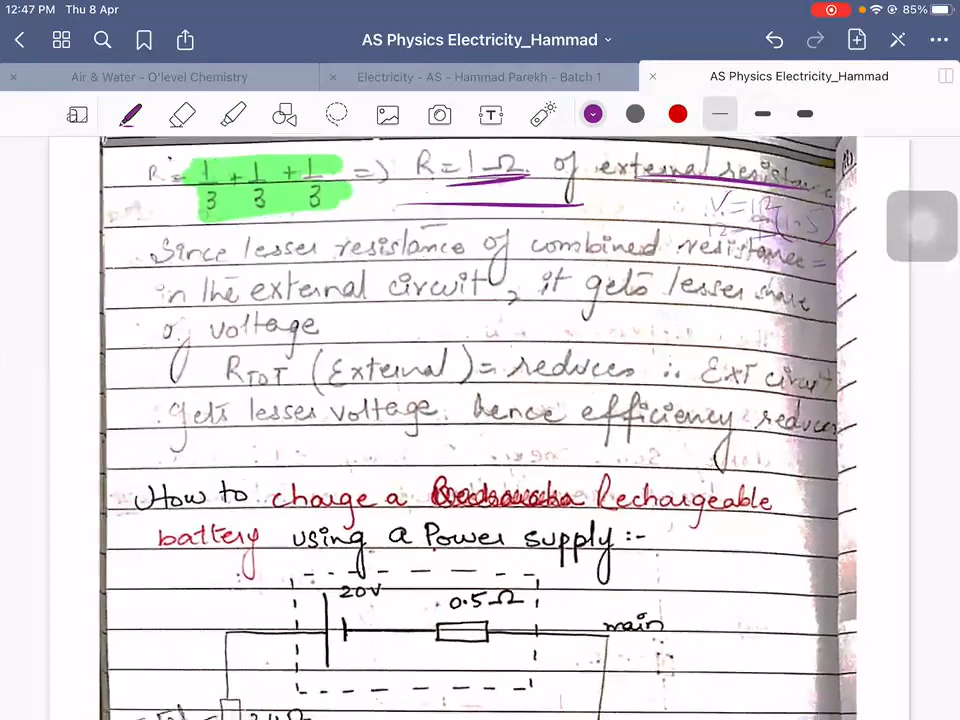 12:47 PM Thu 8 Apr
85%
AS Physics Electricity_Hammad
Air & Water - O'level Chemistry
Electricity - AS - Hammad Parekh - Batch 1
AS Physics Electricity_Hammad
R = 1/3 + 1/3 + 1/3 => R = 1Ω of external resistance
V = 12
(1.5)
Since lesser resistance of combined resistance =
in the external circuit, it gets lesser share
of voltage
RTOT (External) = reduces ∴ EXT circuit
gets lesser voltage. hence efficiency reduces
How to charge a Rechargeable
battery using a Power supply :-
20V
0.5Ω
main